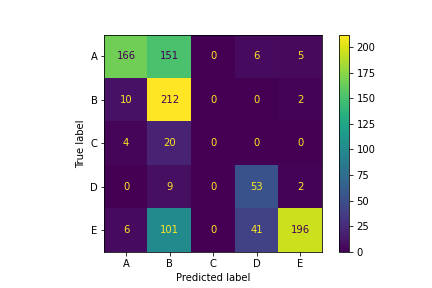 A 166 151 0 6 5
B 10 212 0 0 2
C 4 20 0 0 0
D 0 9 0 53 2
E 6 101 0 41 196
A B C D E
Predicted label
True label
200
175
150
125
100
75
50
25
0